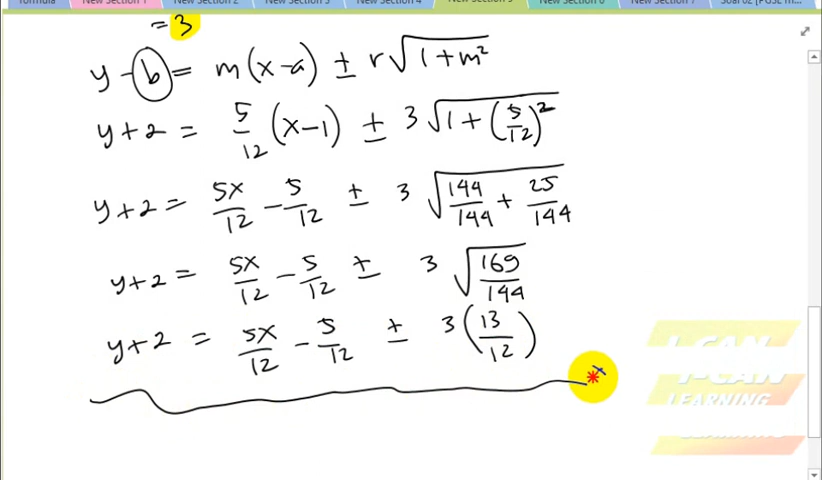 = 3
y - b = m(x-a) ± r√(1+m²)
y+2 = 5/12 (x-1) ± 3 √(1+(5/12)²)
y+2 = 5x/12 - 5/12 ± 3 √(144/144 + 25/144)
y+2 = 5x/12 - 5/12 ± 3 √(169/144)
y+2 = 5x/12 - 5/12 ± 3 (13/12)
I-CAN
LEARNING